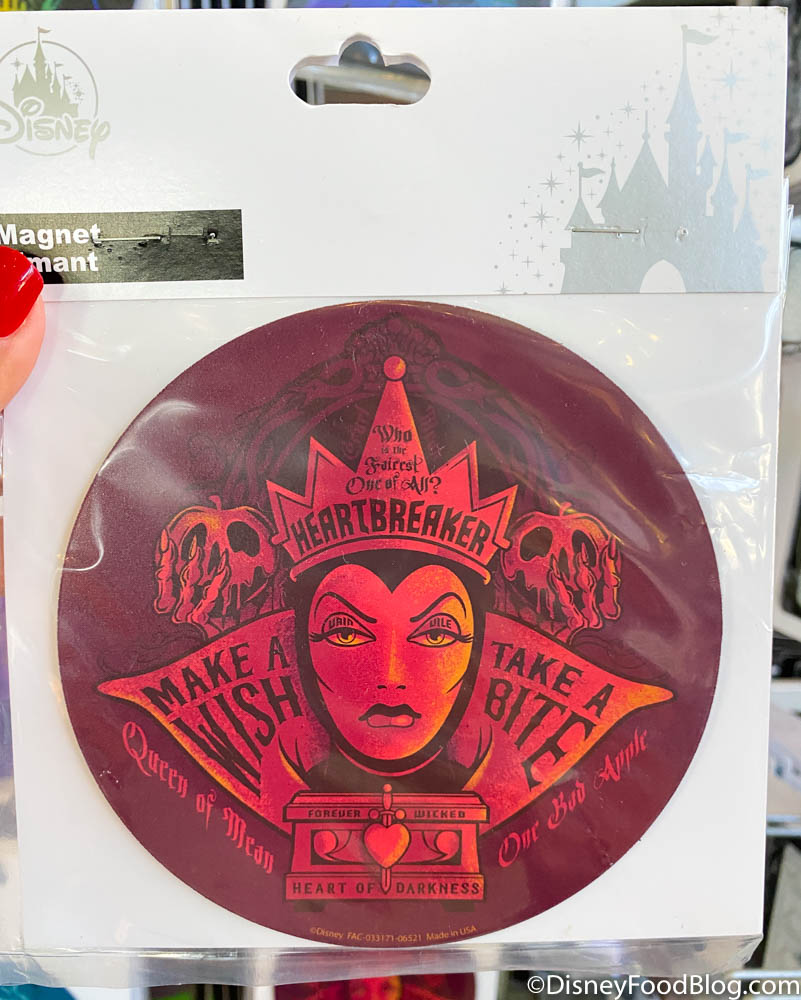 Disney
Magnet
mant
Who
is the
Fairest
One of All?
HEARTBREAKER
VAIN VILE
MAKE A
WISH
TAKE A
BITE
Queen of Mean
One Bad Apple
FOREVER WICKED
HEART OF DARKNESS
©Disney FAC-033171-06521 Made in USA
©DisneyFoodBlog.com